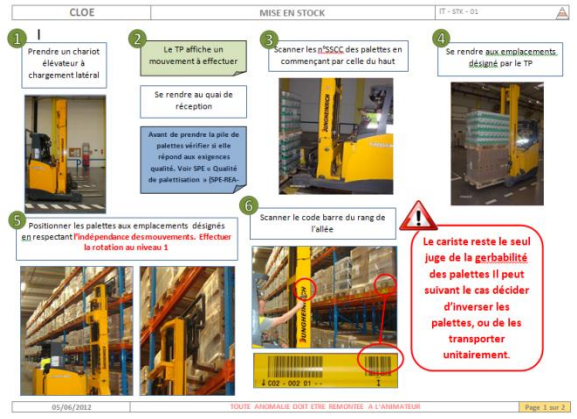 CLOE
MISE EN STOCK
IT - STK - 01
1
Prendre un chariot
élévateur à
chargement latéral
2
Le TP affiche un
mouvement à effectuer
Se rendre au quai de
réception
Avant de prendre la pile de
palettes vérifier si elle
répond aux exigences
qualité. Voir SPE « Qualité
de palettisation » (SPE-REA-
3
Scanner les n°SSCC des palettes en
commençant par celle du haut
JUNGHEINRICH
4
Se rendre aux emplacements
désigné par le TP
5
Positionner les palettes aux emplacements désignés
en respectant l'indépendance des mouvements. Effectuer
la rotation au niveau 1
6
Scanner le code barre du rang de
l'allée
JUNGHEINRICH
C02 - 002 01
Le cariste reste le seul
juge de la gerbabilité
des palettes Il peut
suivant le cas décider
d'inverser les
palettes, ou de les
transporter
unitairement.
05/06/2012
TOUTE ANOMALIE DOIT ETRE REMONTEE A L'ANIMATEUR
Page 1 sur 2